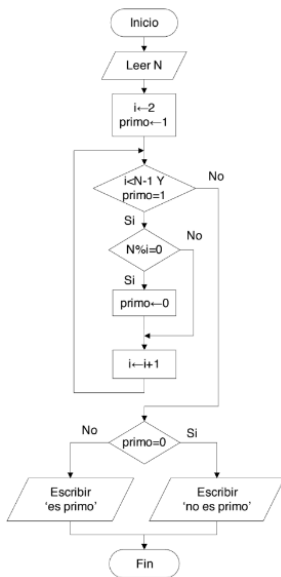 Inicio
Leer N
i←2
primo←1
i<N-1 Y
primo=1
No
Si
N%i=0
No
Si
primo←0
i←i+1
No
primo=0
Si
Escribir
‘es primo’
Escribir
‘no es primo’
Fin